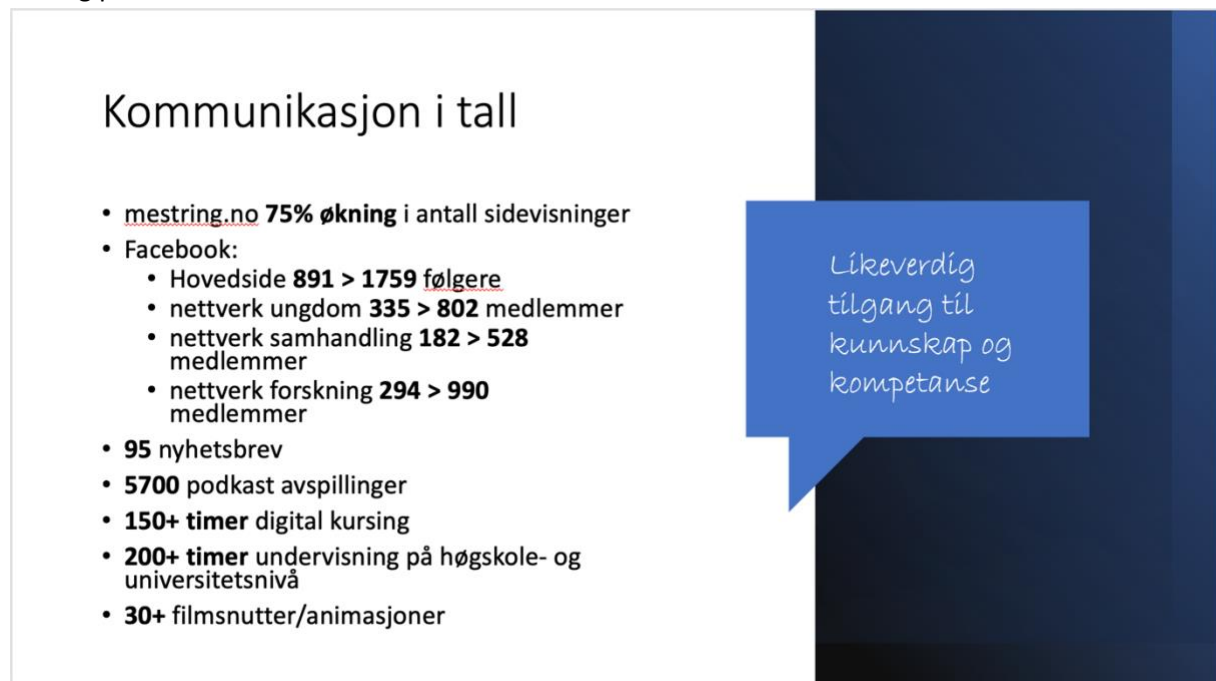 Kommunikasjon i tall
• mestring.no 75% økning i antall sidevisninger
• Facebook:
• Hovedside 891 > 1759 følgere
• nettverk ungdom 335 > 802 medlemmer
• nettverk samhandling 182 > 528
medlemmer
• nettverk forskning 294 > 990
medlemmer
• 95 nyhetsbrev
• 5700 podkast avspillinger
• 150+ timer digital kursing
• 200+ timer undervisning på høgskole- og
universitetsnivå
• 30+ filmsnutter/animasjoner
Likeverdig
tilgang til
kunnskap og
kompetanse